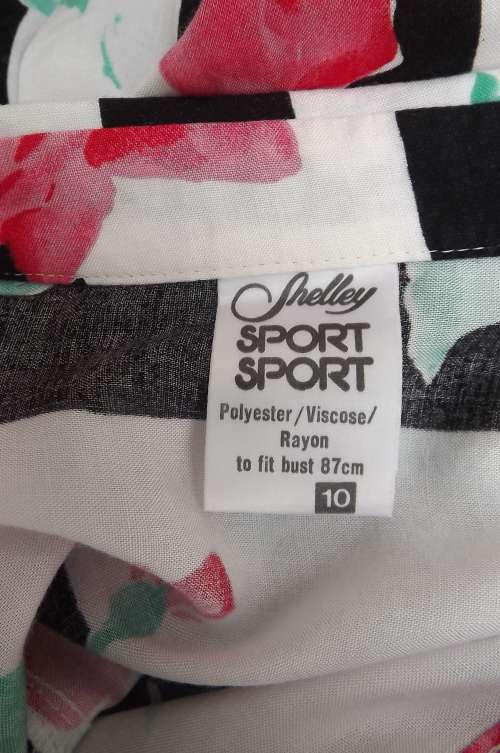 Shelley
SPORT
SPORT
Polyester/Viscose/
Rayon
to fit bust 87cm
10